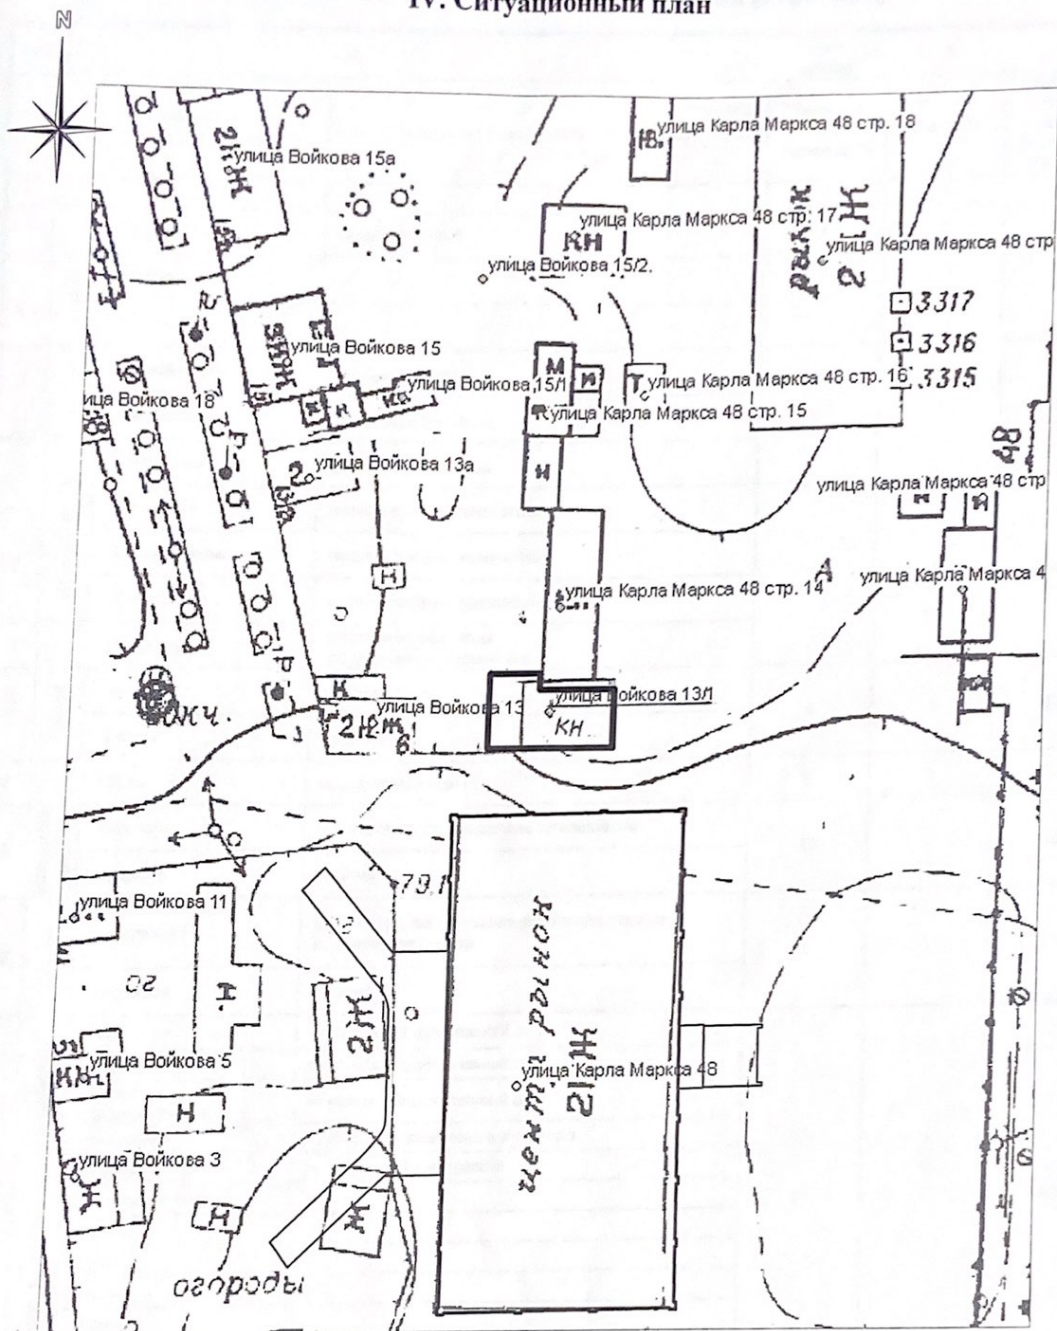 IV. Ситуационный план
N
улица Карла Маркса 48 стр. 18
улица Войкова 15а
2Ж
15а
улица Карла Маркса 48 стр. 17
КН
рынок
2Ж
улица Карла Маркса 48 стр
улица Войкова 15/2.
3317
3316
3315
улица Войкова 15
М
И
Т
улица Карла Маркса 48 стр. 16
улица Войкова 15/1
ица Войкова 18
улица Карла Маркса 48 стр. 15
48
улица Войкова 13а
13а
И
улица Карла Маркса 48 стр
Н
А
улица Карла Маркса 4
улица Карла Маркса 48 стр. 14
К
улица Войкова 13
улица Войкова 13/1
КН
79,1
улица Войкова 11
Н
2Ж
центр рынок
2Ж
улица Войкова 5
улица Карла Маркса 48
Н
улица Войкова 3
Ж
Н
Ж